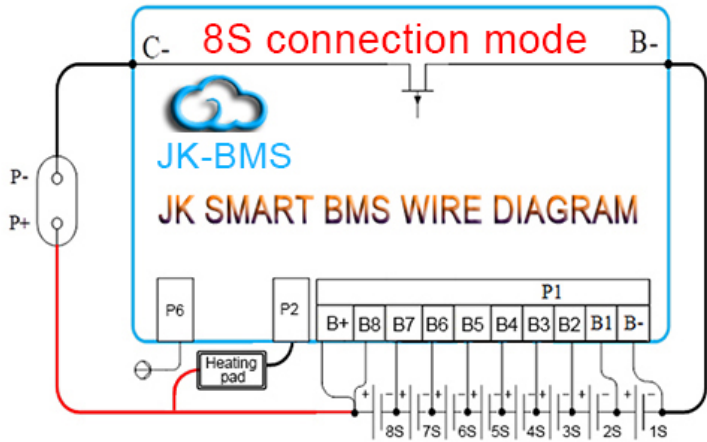 8S connection mode
C-
B-
JK-BMS
P-
P+
JK SMART BMS WIRE DIAGRAM
P6
P2
P1
B+ B8 B7 B6 B5 B4 B3 B2 B1 B-
Heating
pad
+ - + - + - + - + - + - + - + -
8S 7S 6S 5S 4S 3S 2S 1S